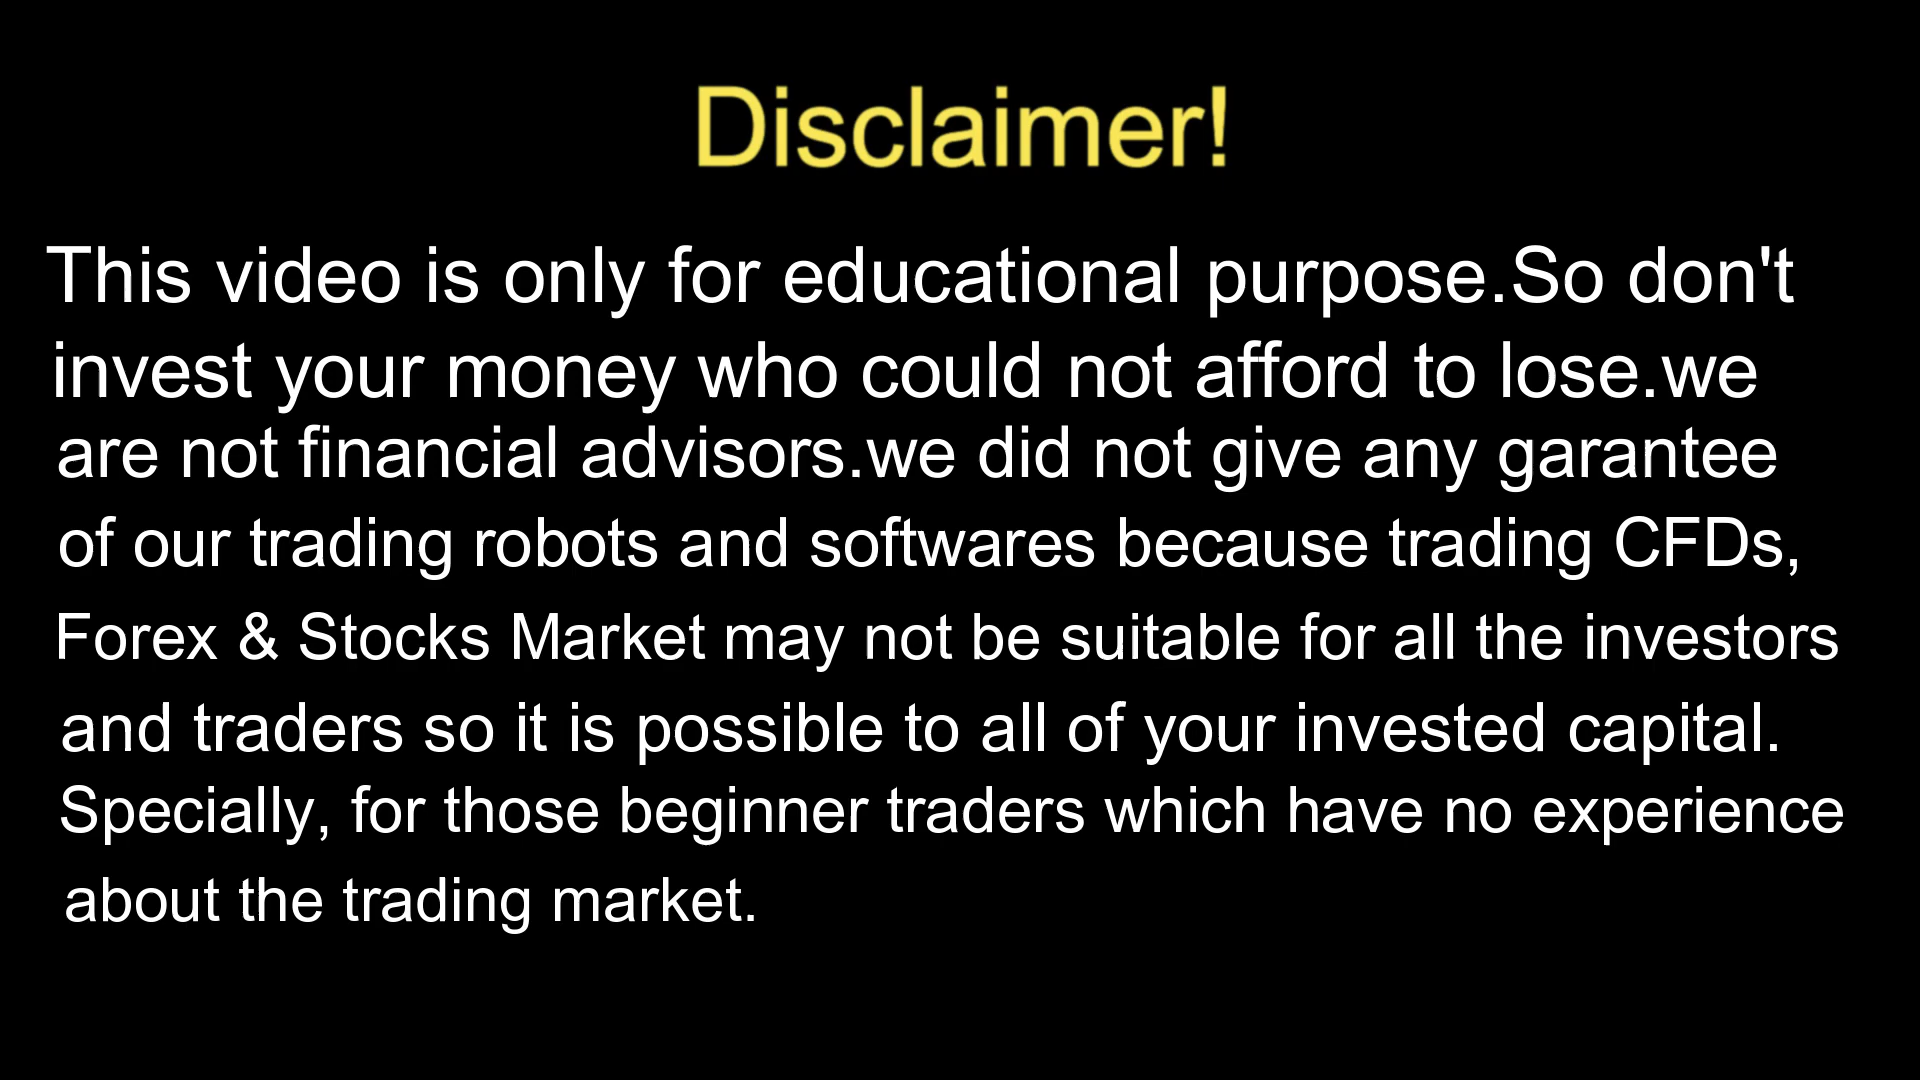 Disclaimer!
This video is only for educational purpose.So don't
invest your money who could not afford to lose.we
are not financial advisors.we did not give any garantee
of our trading robots and softwares because trading CFDs,
Forex & Stocks Market may not be suitable for all the investors
and traders so it is possible to all of your invested capital.
Specially, for those beginner traders which have no experience
about the trading market.